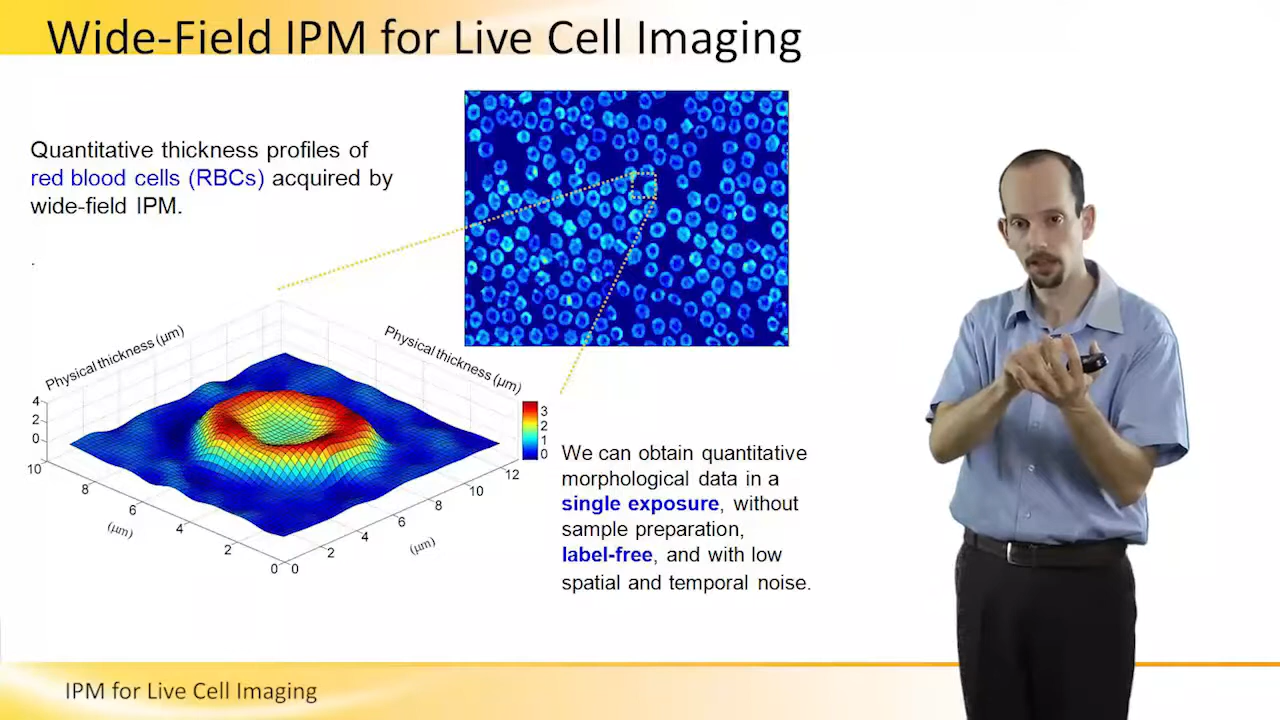 Wide-Field IPM for Live Cell Imaging
Quantitative thickness profiles of
red blood cells (RBCs) acquired by
wide-field IPM.
.
Physical thickness (µm)
Physical thickness (µm)
4
2
0
10
8
6
4
2
0
(µm)
0
2
4
6
8
10
12
(µm)
3
2
1
0
We can obtain quantitative
morphological data in a
single exposure, without
sample preparation,
label-free, and with low
spatial and temporal noise.
IPM for Live Cell Imaging